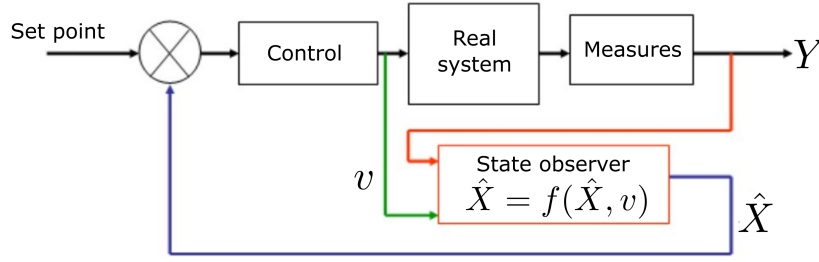 Set point
Control
Real
system
Measures
Y
State observer
X̂ = f(X̂, v)
v
X̂